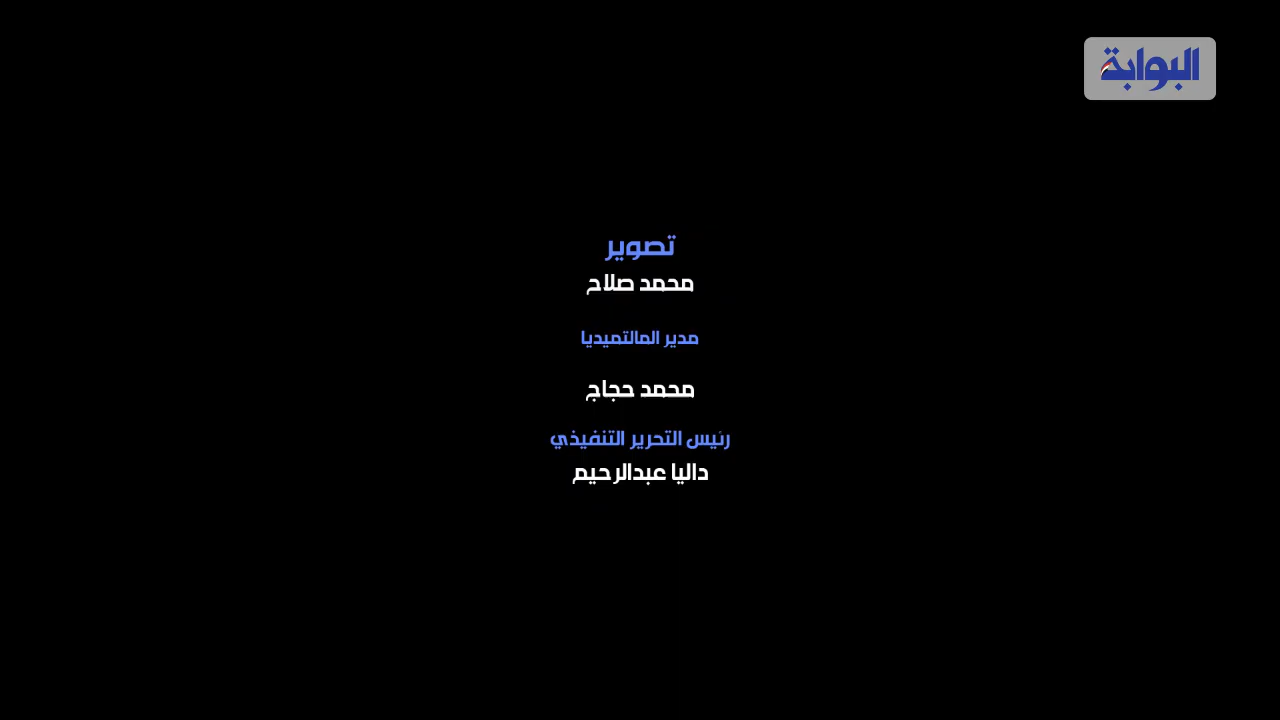 البوابة
تصوير
محمد صلاح
مدير المالتميديا
محمد حجاج
رئيس التحرير التنفيذي
داليا عبدالرحيم